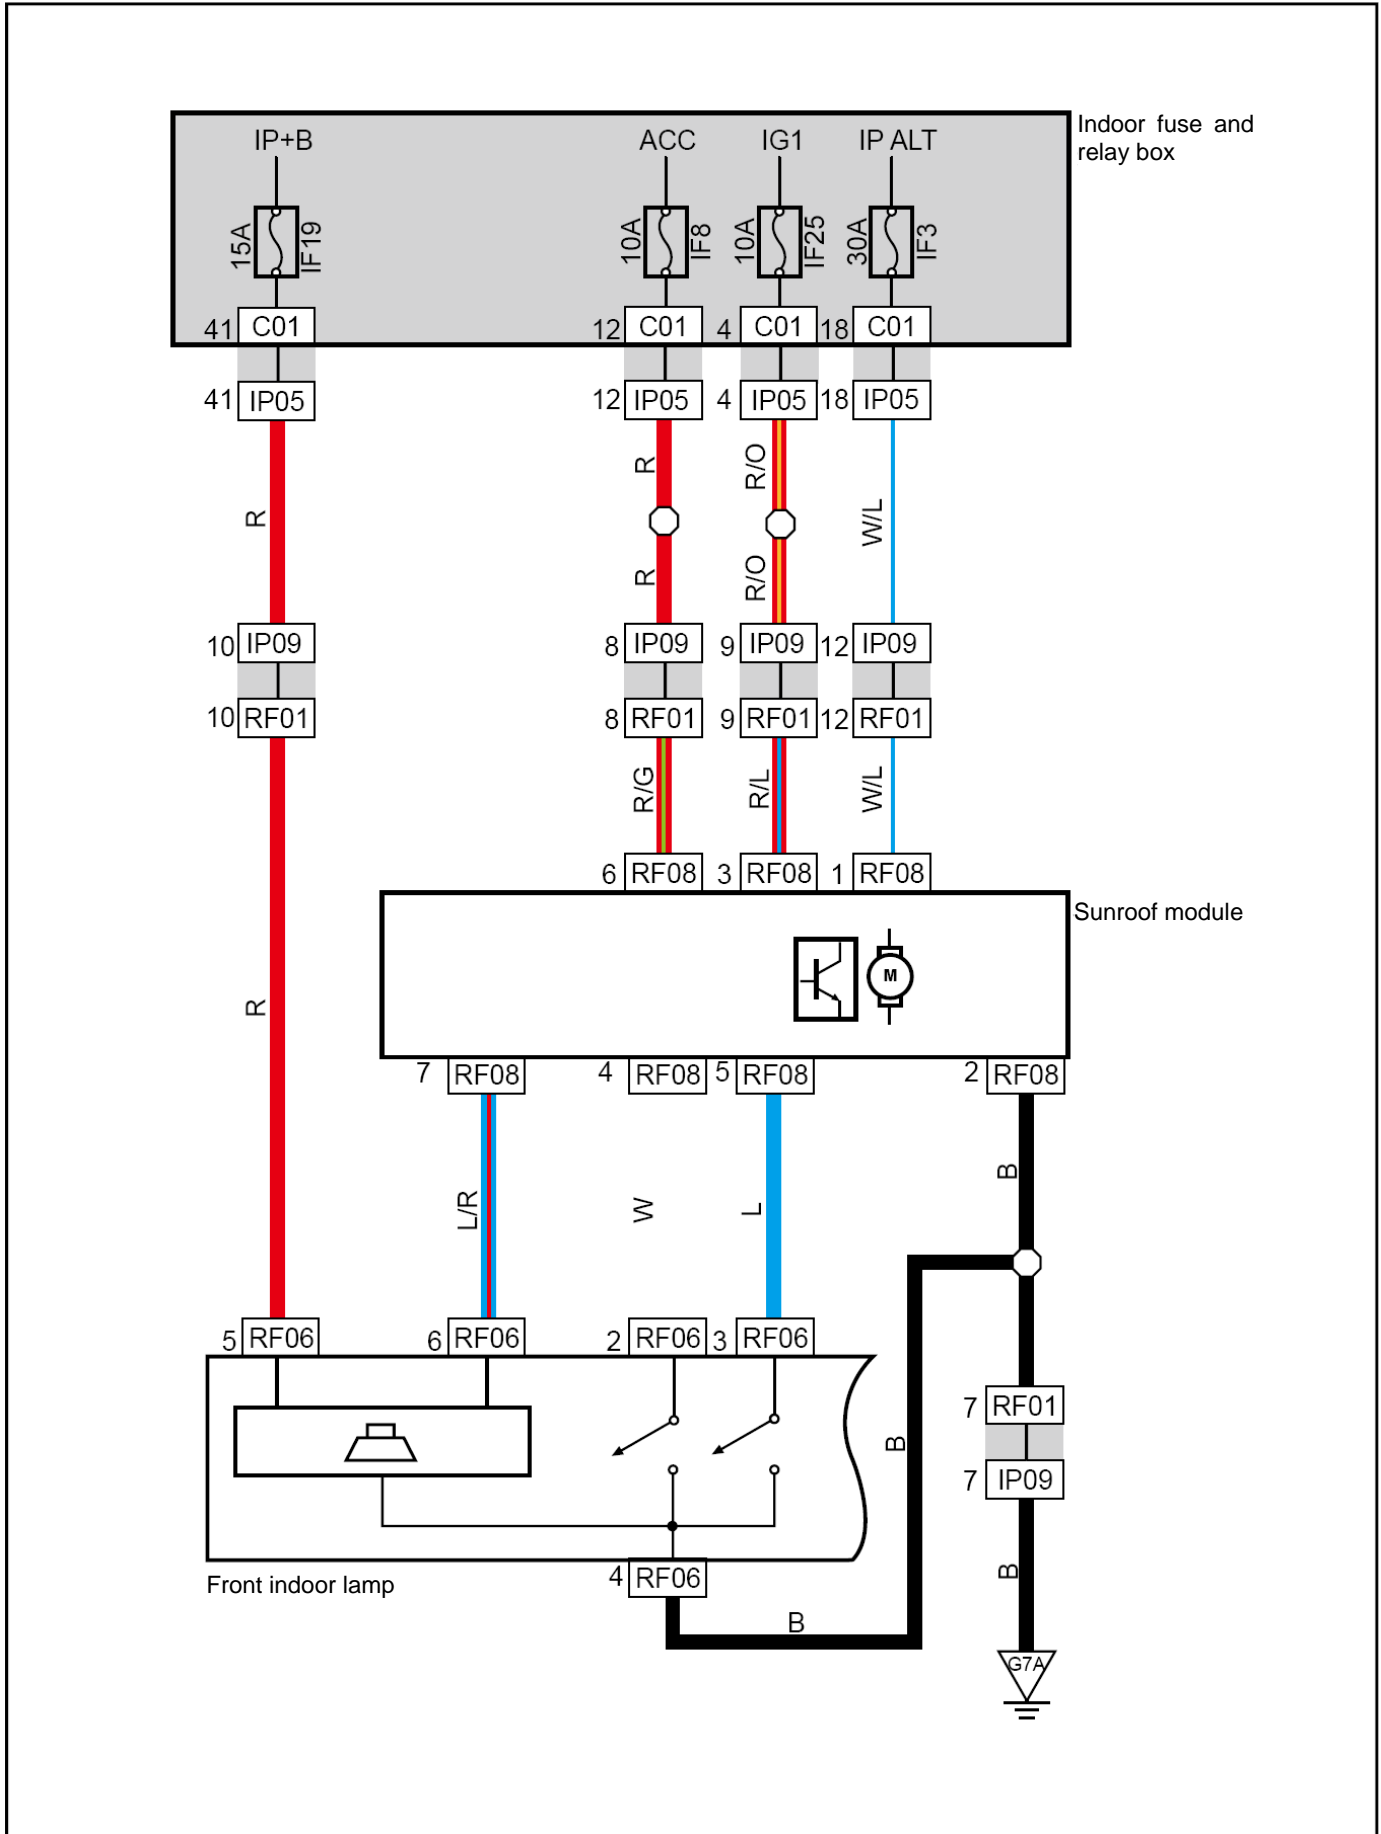 Indoor fuse and
relay box
IP+B
ACC
IG1
IP ALT
15A
IF19
10A
IF8
10A
IF25
30A
IF3
41 C01
12 C01
4 C01
18 C01
41 IP05
12 IP05
4 IP05
18 IP05
R
R
R/O
W/L
R
R/O
10 IP09
8 IP09
9 IP09
12 IP09
10 RF01
8 RF01
9 RF01
12 RF01
R/G
R/L
W/L
6 RF08
3 RF08
1 RF08
Sunroof module
M
R
7 RF08
4 RF08
5 RF08
2 RF08
L/R
W
L
B
5 RF06
6 RF06
2 RF06
3 RF06
7 RF01
B
7 IP09
4 RF06
Front indoor lamp
B
B
G7A